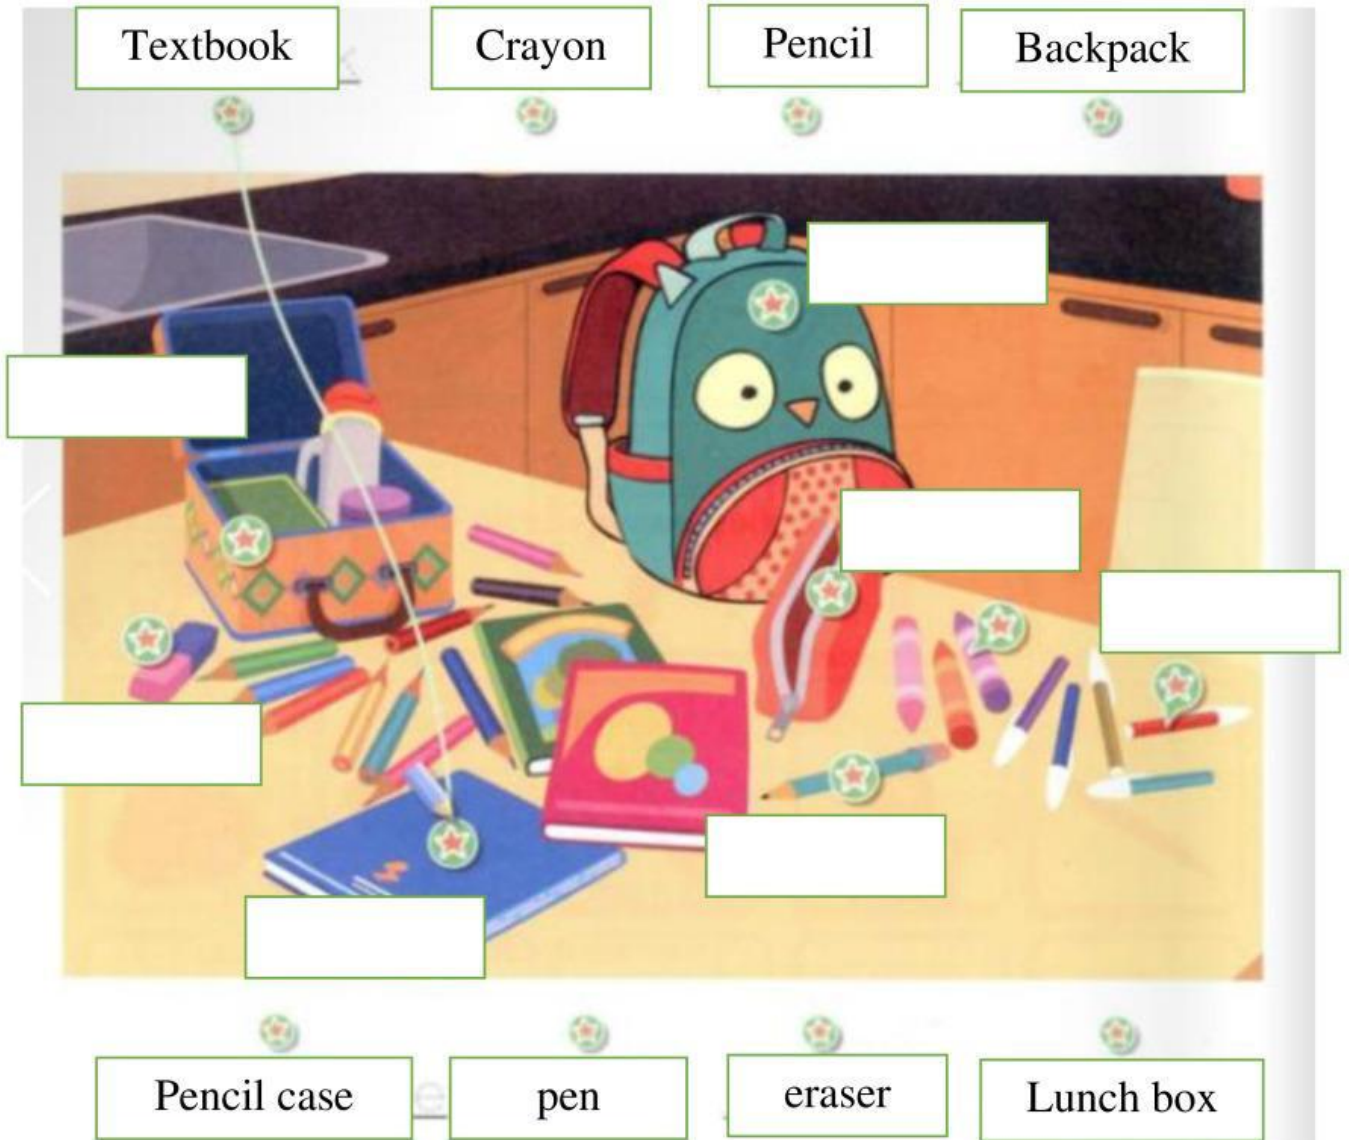 Textbook
Crayon
Pencil
Backpack
Pencil case
pen
eraser
Lunch box